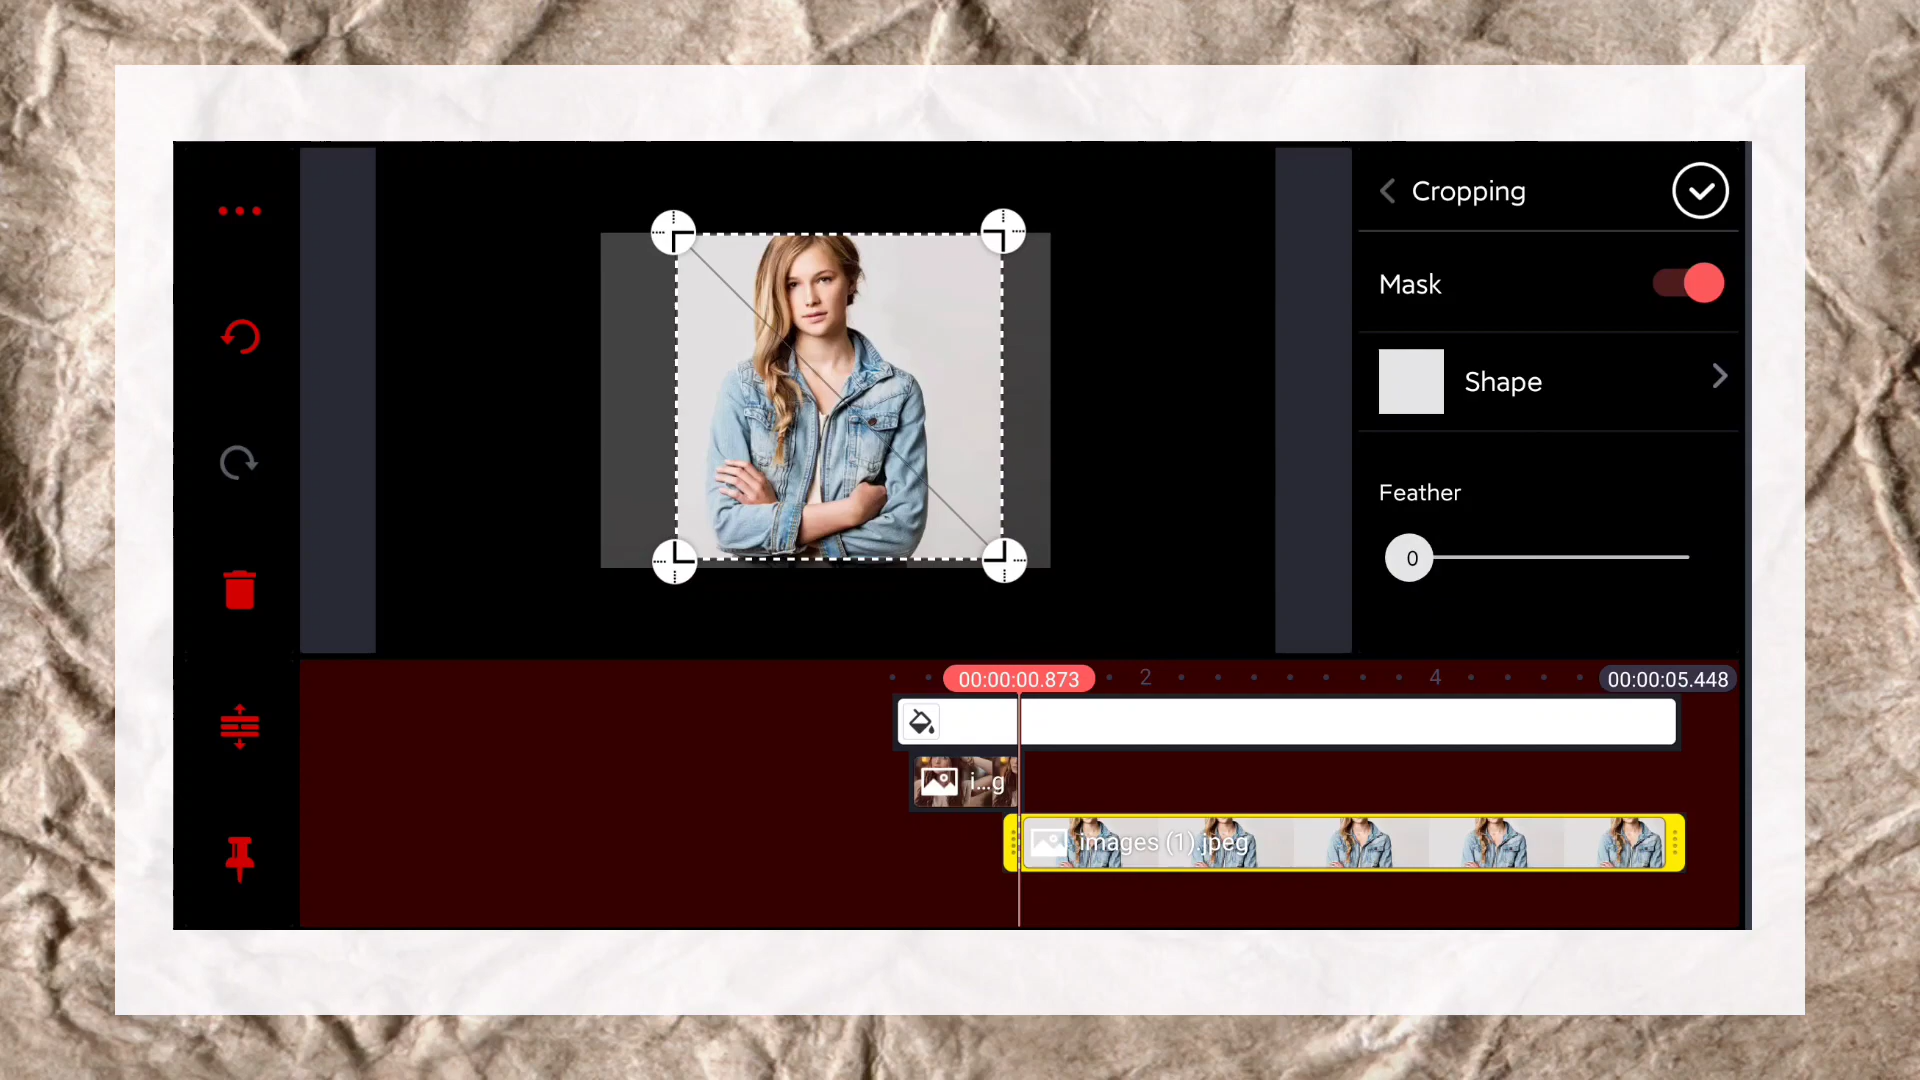 Cropping
Mask
Shape
Feather
0
00:00:00.873
2
4
00:00:05.448
i...g
images (1).jpeg